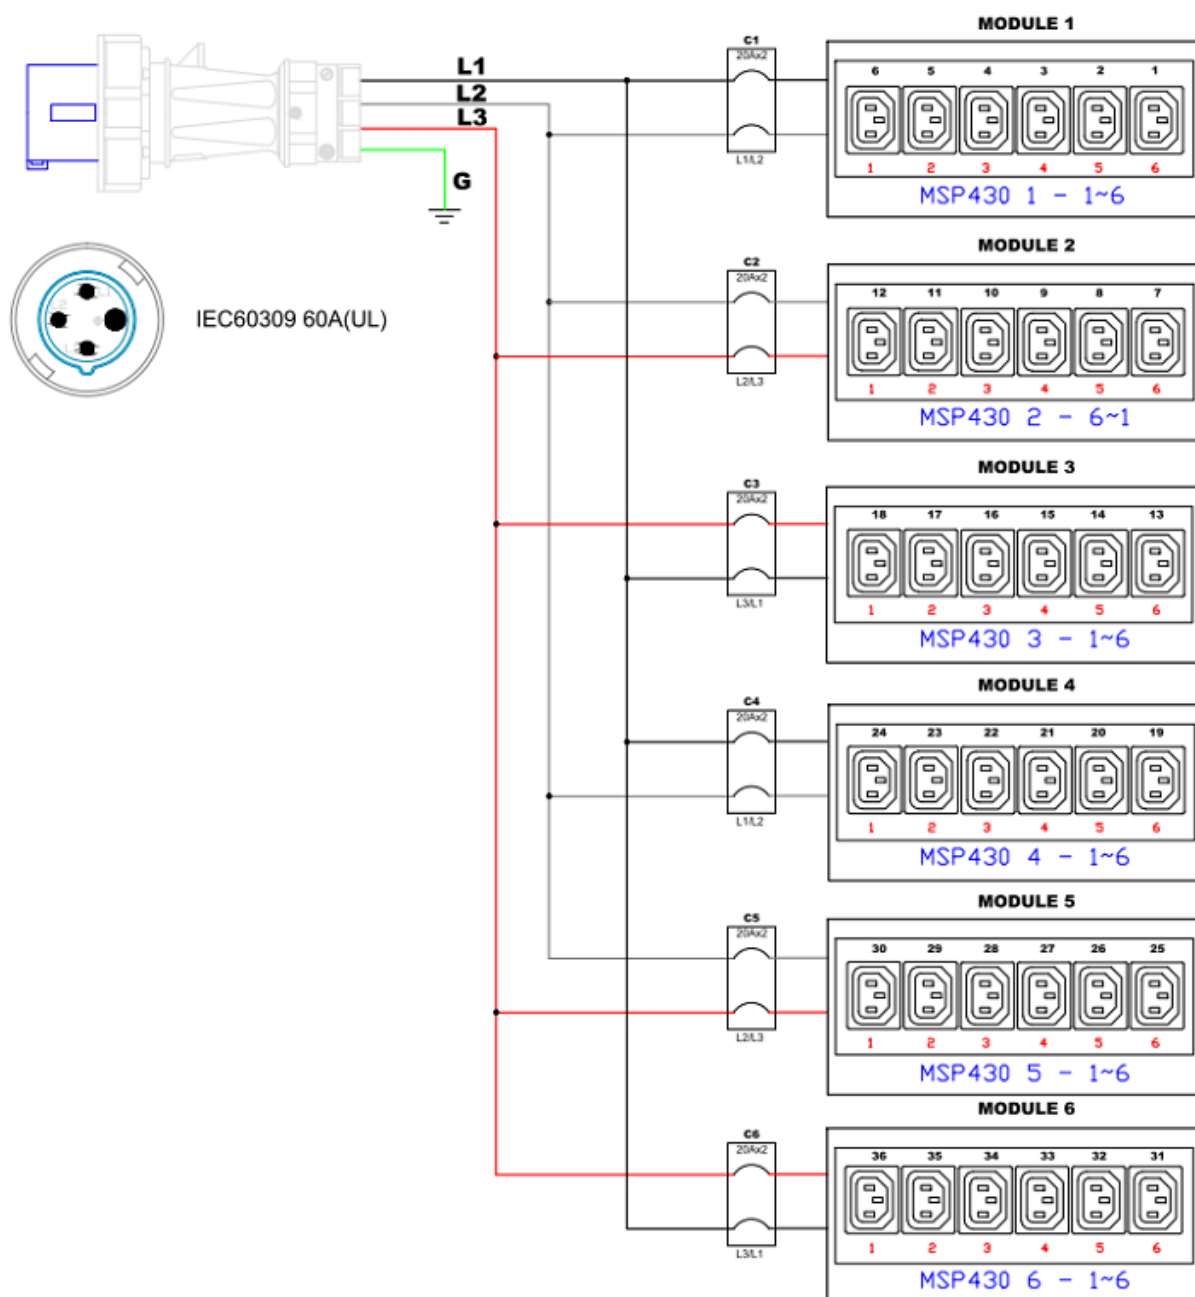 L1
L2
L3
G
IEC60309 60A(UL)
MODULE 1
C1
20Ax2
L1/L2
6 5 4 3 2 1
1 2 3 4 5 6
MSP430 1 - 1~6
MODULE 2
C2
20Ax2
L2/L3
12 11 10 9 8 7
1 2 3 4 5 6
MSP430 2 - 6~1
MODULE 3
C3
20Ax2
L3/L1
18 17 16 15 14 13
1 2 3 4 5 6
MSP430 3 - 1~6
MODULE 4
C4
20Ax2
L1/L2
24 23 22 21 20 19
1 2 3 4 5 6
MSP430 4 - 1~6
MODULE 5
C5
20Ax2
L2/L3
30 29 28 27 26 25
1 2 3 4 5 6
MSP430 5 - 1~6
MODULE 6
C6
20Ax2
L3/L1
36 35 34 33 32 31
1 2 3 4 5 6
MSP430 6 - 1~6